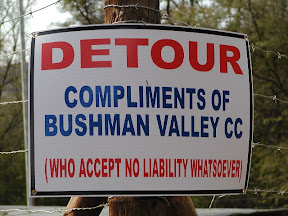 DETOUR
COMPLIMENTS OF
BUSHMAN VALLEY CC
(WHO ACCEPT NO LIABILITY WHATSOEVER)